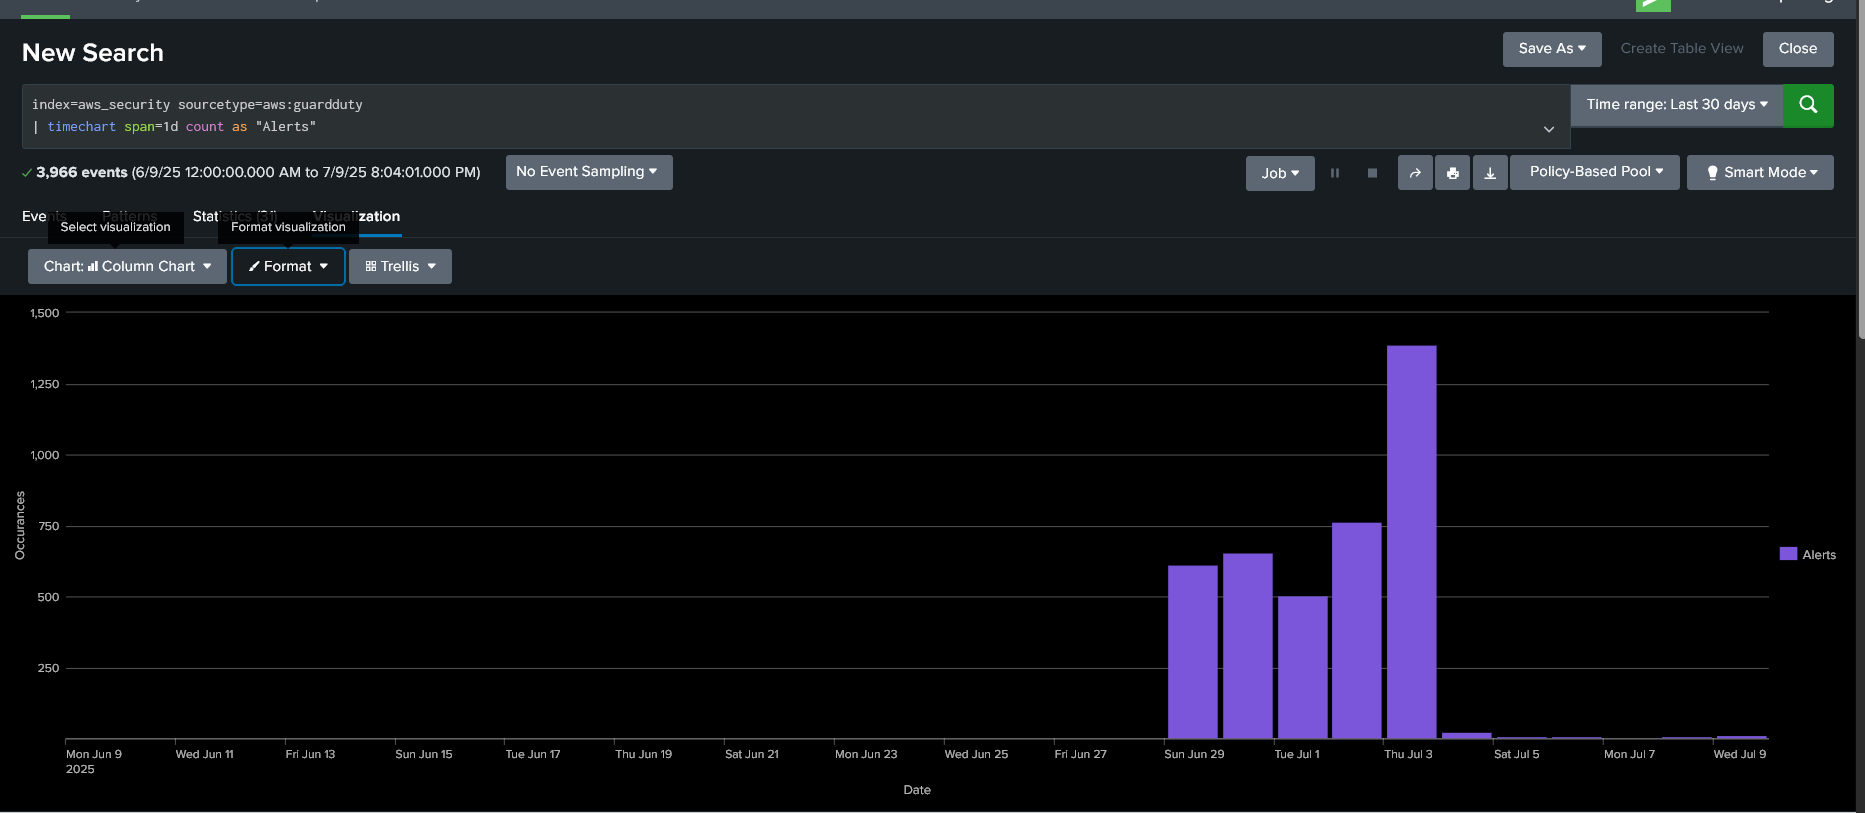 New Search
Save As
Create Table View
Close
index=aws_security sourcetype=aws:guardduty
| timechart span=1d count as "Alerts"
Time range: Last 30 days
3,966 events (6/9/25 12:00:00.000 AM to 7/9/25 8:04:01.000 PM)
No Event Sampling
Job
Policy-Based Pool
Smart Mode
Events
Patterns
Statistics (31)
Visualization
Select visualization
Format visualization
Chart: Column Chart
Format
Trellis
1,500
1,250
1,000
750
500
250
Occurances
Alerts
Mon Jun 9
2025
Wed Jun 11
Fri Jun 13
Sun Jun 15
Tue Jun 17
Thu Jun 19
Sat Jun 21
Mon Jun 23
Wed Jun 25
Fri Jun 27
Sun Jun 29
Tue Jul 1
Thu Jul 3
Sat Jul 5
Mon Jul 7
Wed Jul 9
Date